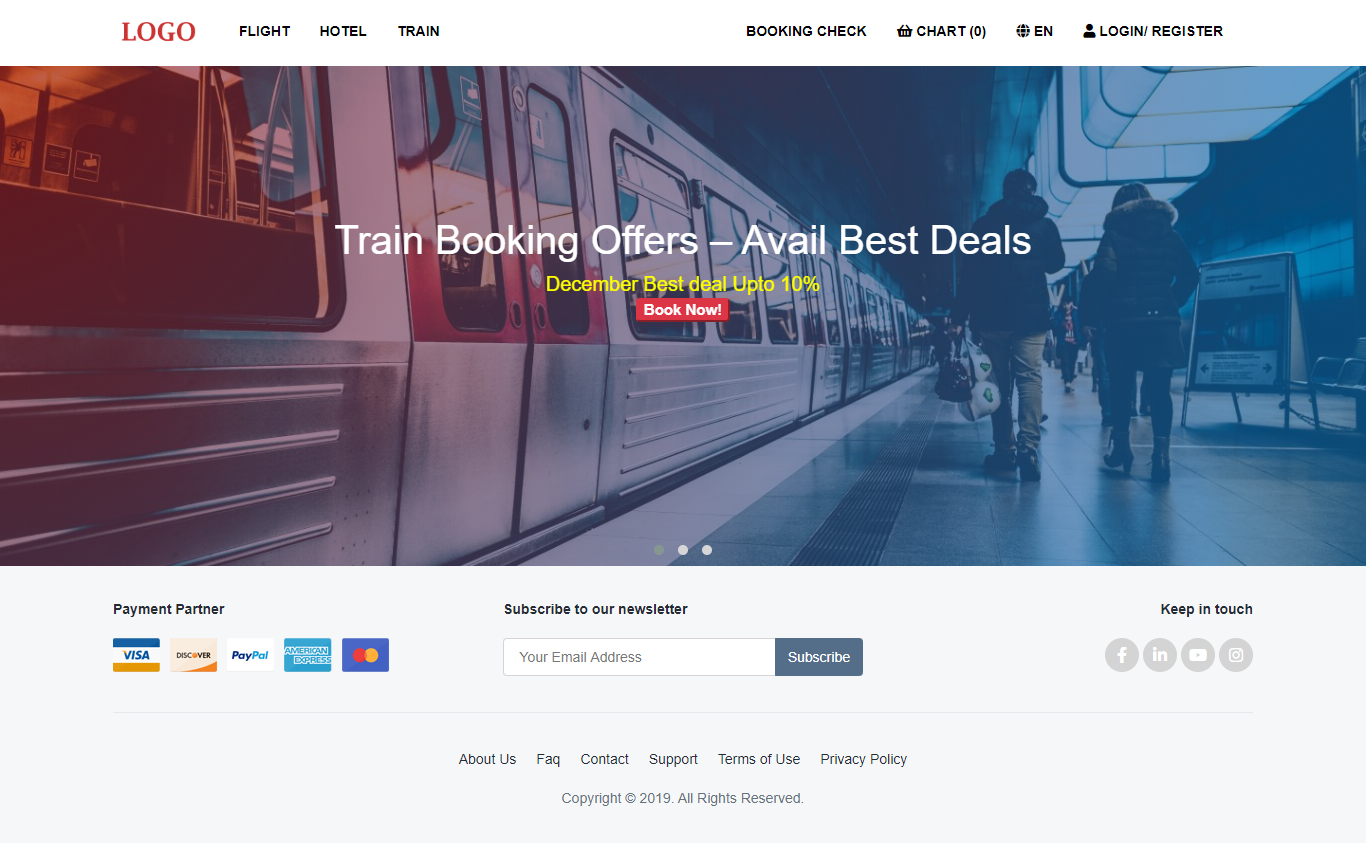 LOGO FLIGHT HOTEL TRAIN BOOKING CHECK CHART (0) EN LOGIN/ REGISTER
Train Booking Offers – Avail Best Deals
December Best deal Upto 10%
Book Now!
Payment Partner Subscribe to our newsletter Keep in touch
VISA DISCOVER PayPal AMERICAN EXPRESS Your Email Address Subscribe
About Us Faq Contact Support Terms of Use Privacy Policy
Copyright © 2019. All Rights Reserved.